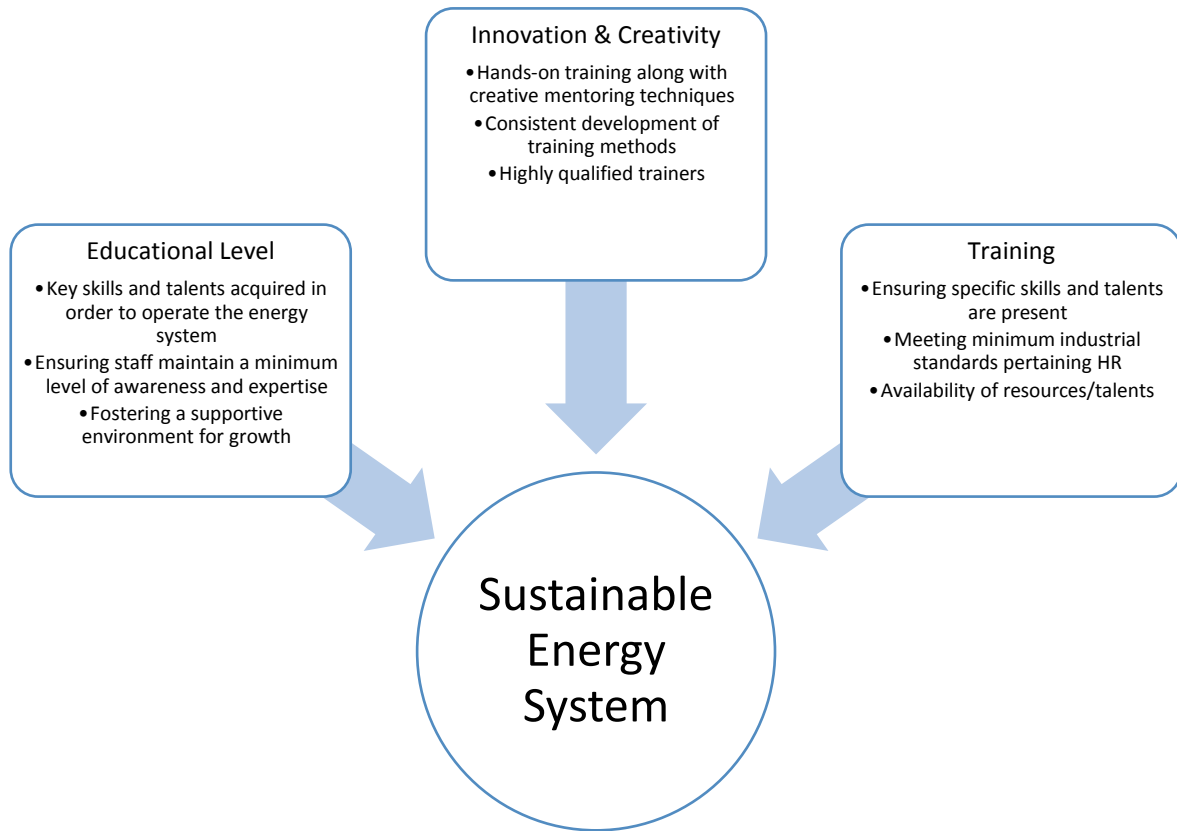 Innovation & Creativity
•Hands-on training along with
creative mentoring techniques
•Consistent development of
training methods
•Highly qualified trainers
Educational Level
•Key skills and talents acquired in
order to operate the energy
system
•Ensuring staff maintain a minimum
level of awareness and expertise
•Fostering a supportive
environment for growth
Training
•Ensuring specific skills and talents
are present
•Meeting minimum industrial
standards pertaining HR
•Availability of resources/talents
Sustainable
Energy
System